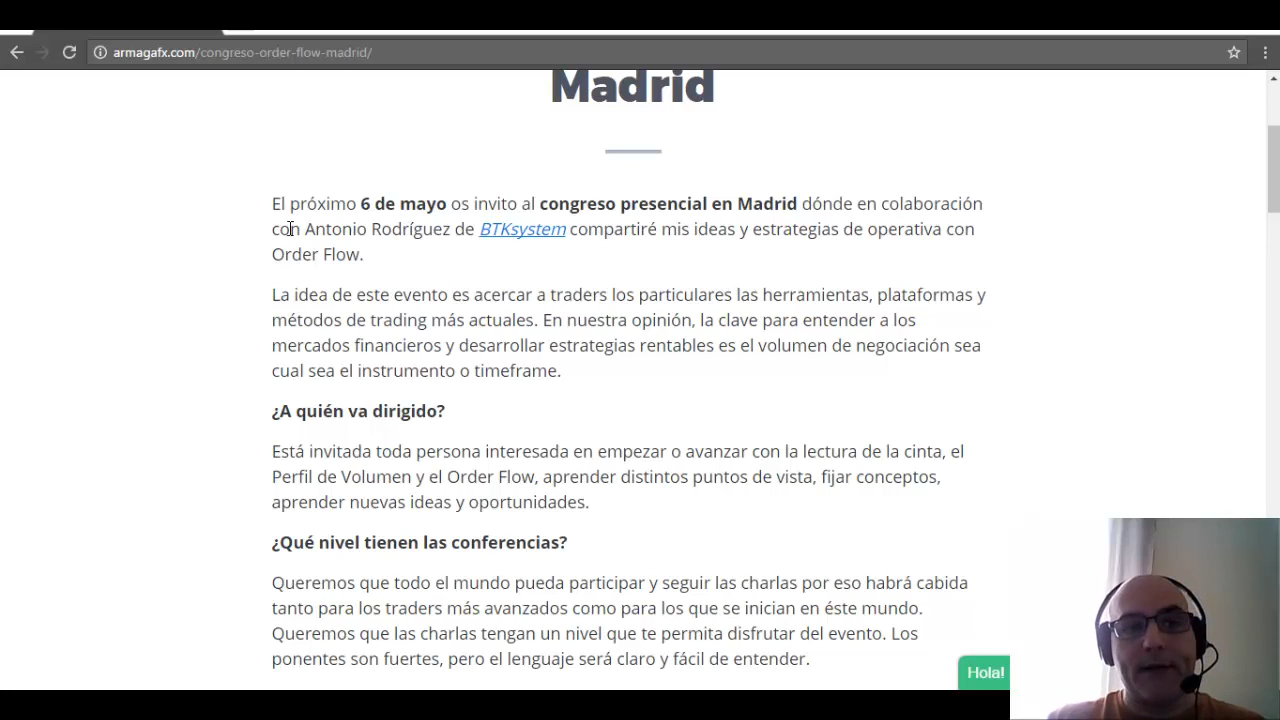 armagafx.com/congreso-order-flow-madrid/
Madrid
El próximo 6 de mayo os invito al congreso presencial en Madrid dónde en colaboración
con Antonio Rodríguez de BTKsystem compartiré mis ideas y estrategias de operativa con
Order Flow.
La idea de este evento es acercar a traders los particulares las herramientas, plataformas y
métodos de trading más actuales. En nuestra opinión, la clave para entender a los
mercados financieros y desarrollar estrategias rentables es el volumen de negociación sea
cual sea el instrumento o timeframe.
¿A quién va dirigido?
Está invitada toda persona interesada en empezar o avanzar con la lectura de la cinta, el
Perfil de Volumen y el Order Flow, aprender distintos puntos de vista, fijar conceptos,
aprender nuevas ideas y oportunidades.
¿Qué nivel tienen las conferencias?
Queremos que todo el mundo pueda participar y seguir las charlas por eso habrá cabida
tanto para los traders más avanzados como para los que se inician en éste mundo.
Queremos que las charlas tengan un nivel que te permita disfrutar del evento. Los
ponentes son fuertes, pero el lenguaje será claro y fácil de entender.
Hola!